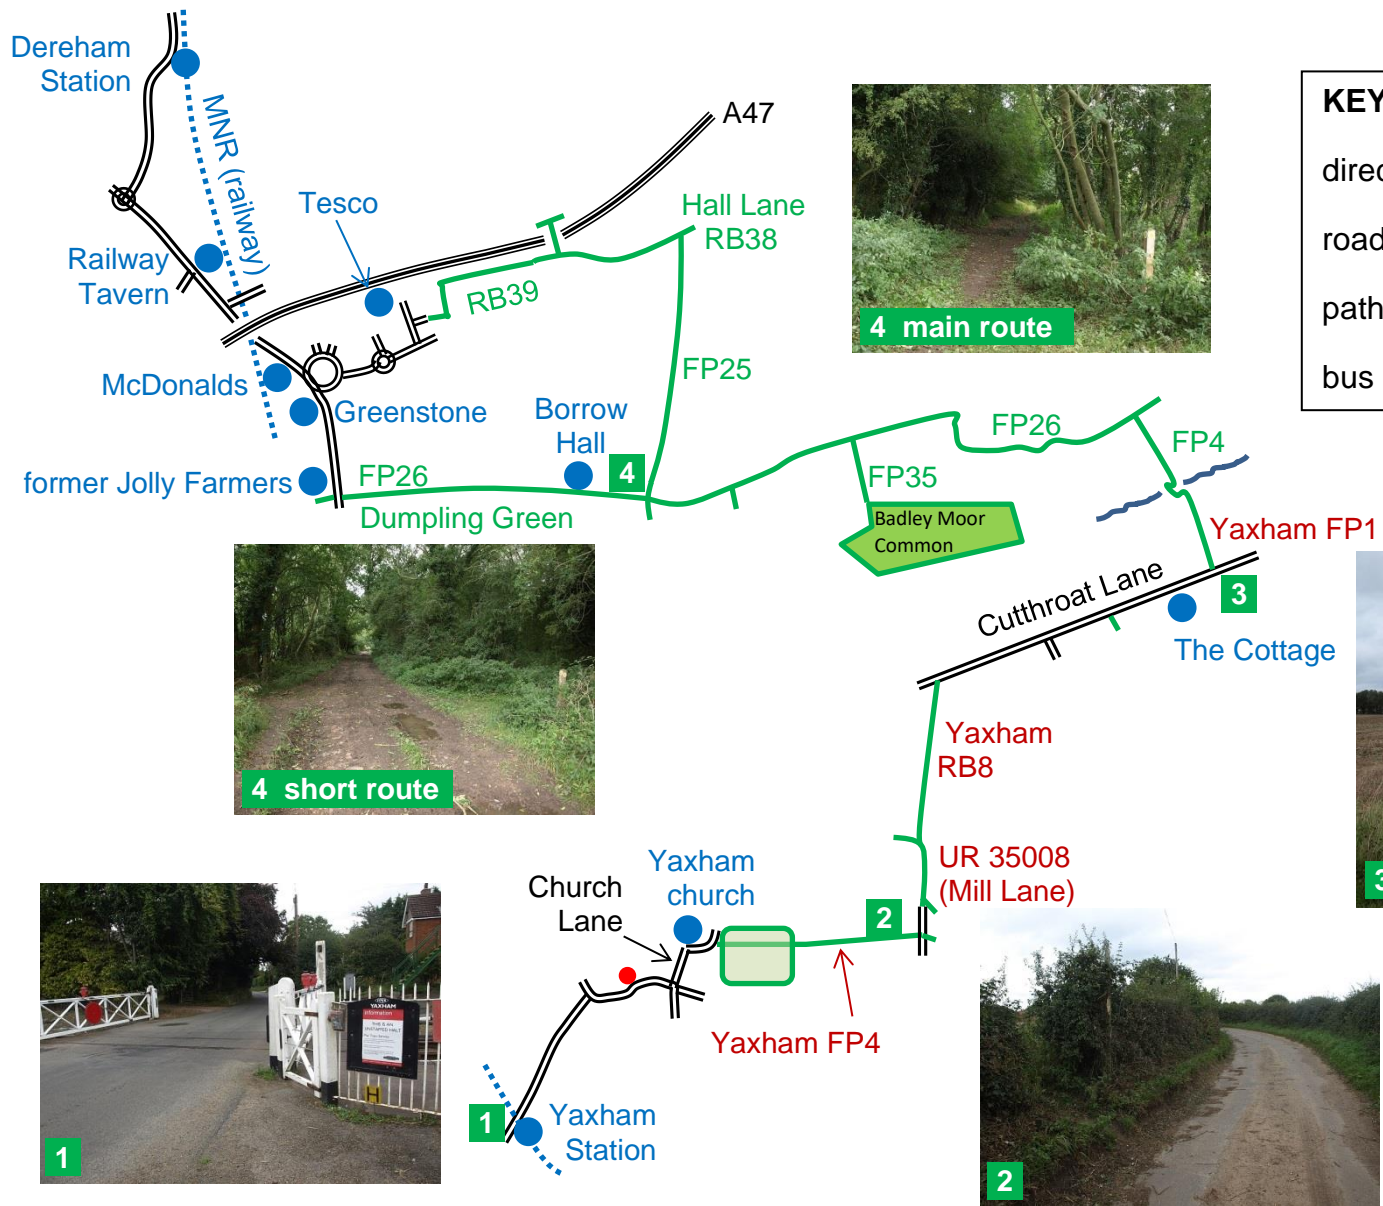 Dereham
Station
MNR (railway)
A47
Tesco
Hall Lane
RB38
Railway
Tavern
RB39
4 main route
KEY
direc
road
path
bus
McDonalds
Greenstone
FP25
Borrow
Hall
4
former Jolly Farmers
FP26
Dumpling Green
FP26
FP4
FP35
Badley Moor
Common
Yaxham FP1
Cutthroat Lane
3
The Cottage
4 short route
Yaxham
RB8
UR 35008
(Mill Lane)
3
Yaxham
church
Church
Lane
2
Yaxham FP4
1
Yaxham
Station
YAXHAM
information
H
1
2